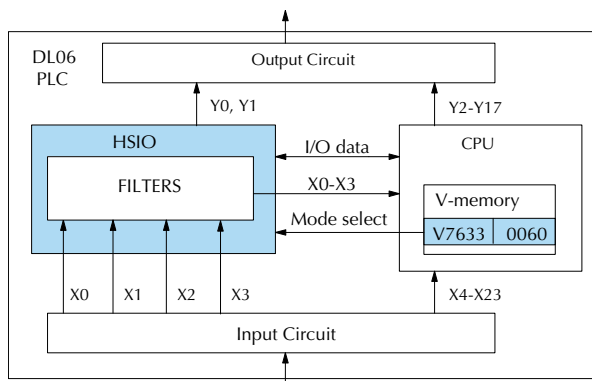 DL06
PLC
Output Circuit
Y0, Y1
Y2-Y17
HSIO
I/O data
CPU
FILTERS
X0-X3
V-memory
Mode select
V7633 0060
X0 X1 X2 X3
X4-X23
Input Circuit